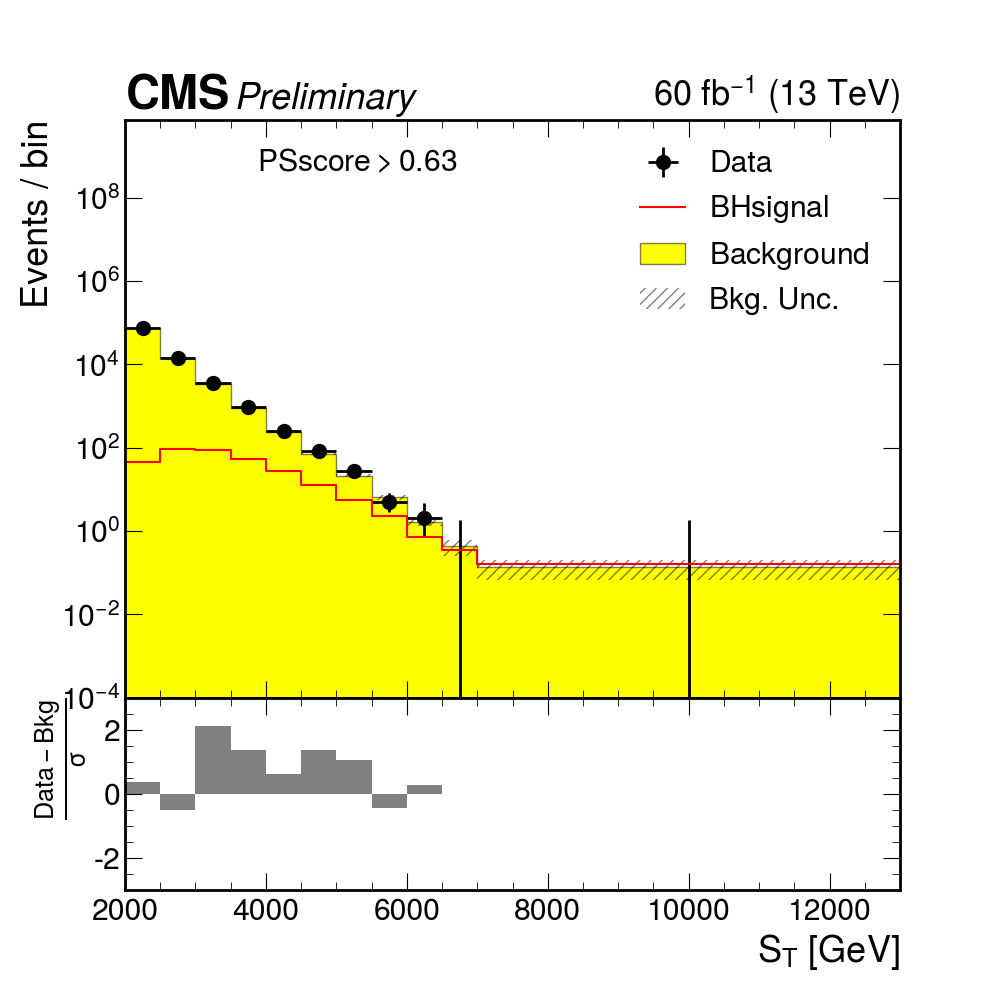 CMS Preliminary 60 fb⁻¹ (13 TeV)
Events / bin
PSscore > 0.63
Data
BHsignal
Background
Bkg. Unc.
10⁸
10⁶
10⁴
10²
10⁰
10⁻²
10⁻⁴
Data – Bkg
σ
2
0
-2
2000 4000 6000 8000 10000 12000
S_T [GeV]